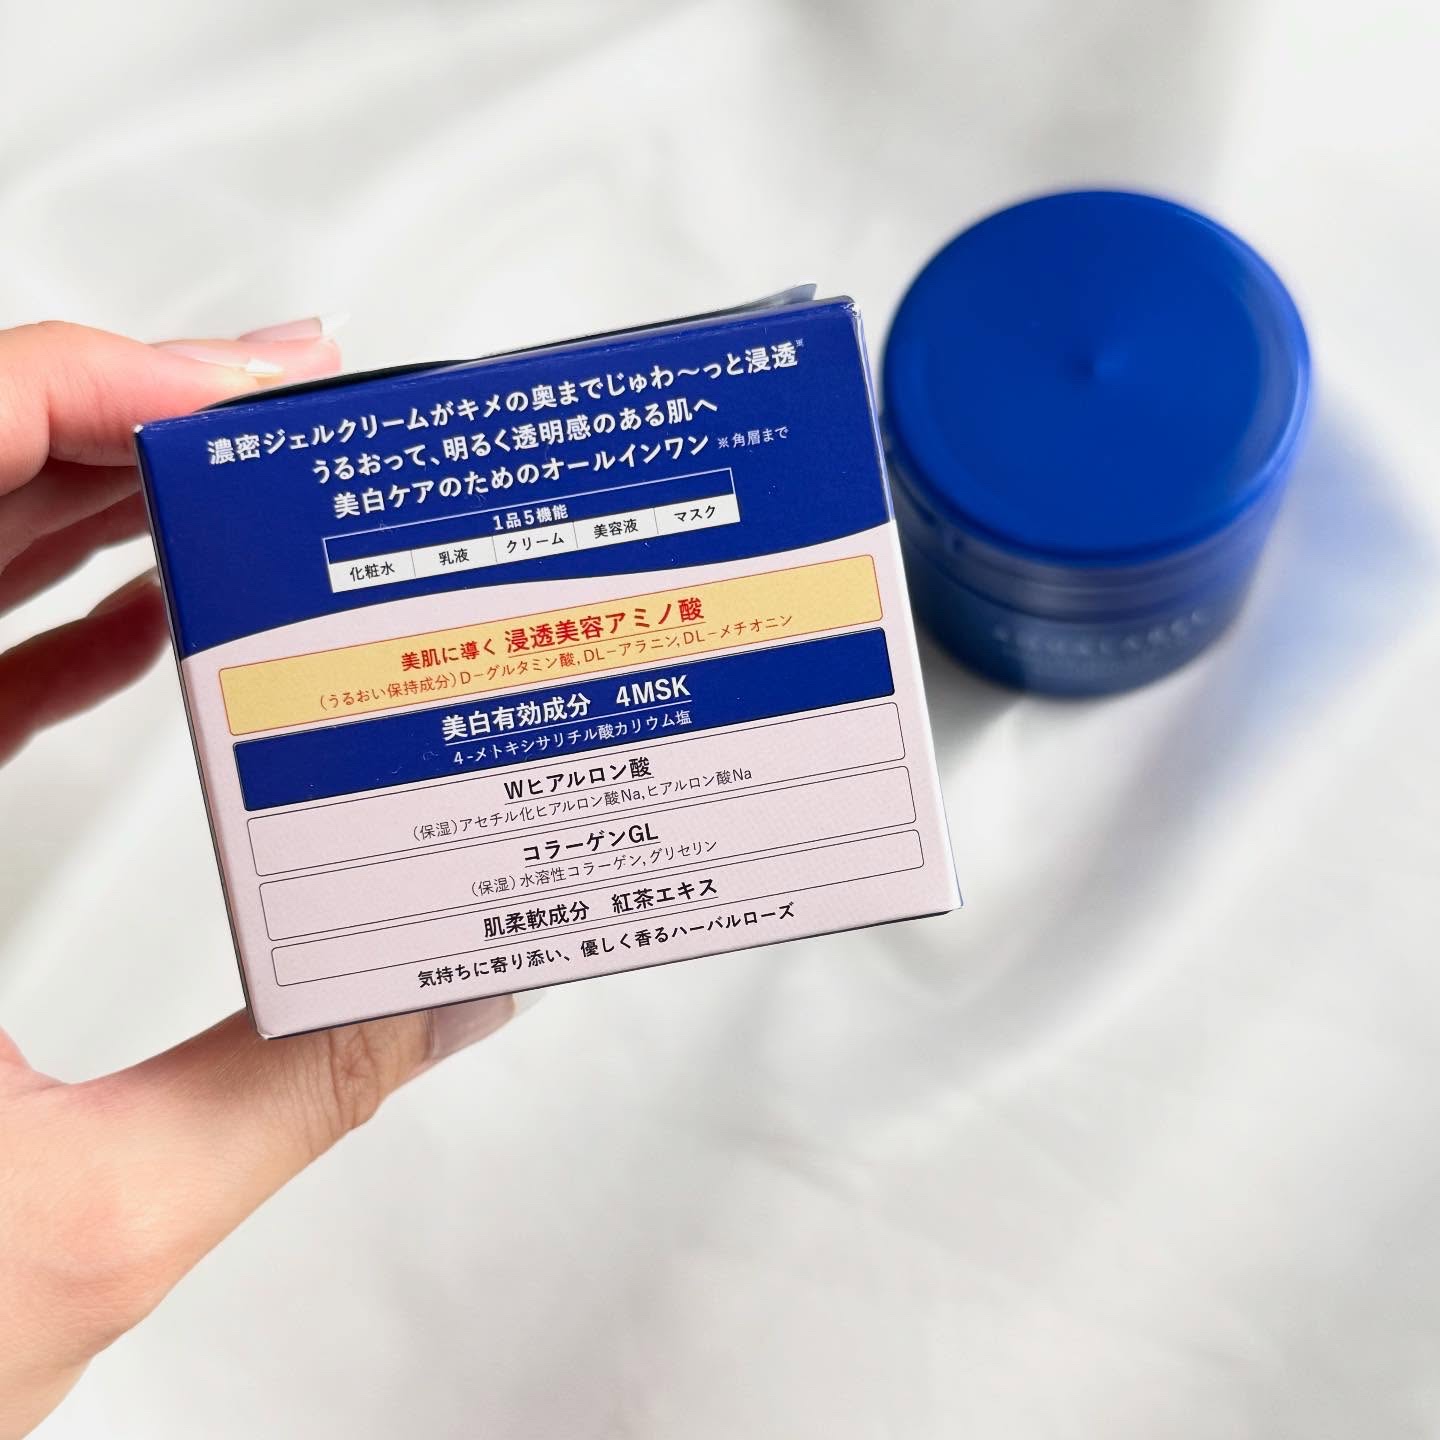 濃密ジェルクリームがキメの奥までじゅわ～っと浸透※
うるおって、明るく透明感のある肌へ
美白ケアのためのオールインワン ※角層まで
1品5機能
化粧水 乳液 クリーム 美容液 マスク
美肌に導く 浸透美容アミノ酸
（うるおい保持成分）D－グルタミン酸,DL－アラニン,DL－メチオニン
美白有効成分 4MSK
4-メトキシサリチル酸カリウム塩
Wヒアルロン酸
（保湿）アセチル化ヒアルロン酸Na,ヒアルロン酸Na
コラーゲンGL
（保湿）水溶性コラーゲン,グリセリン
肌柔軟成分 紅茶エキス
気持ちに寄り添い、優しく香るハーバルローズ